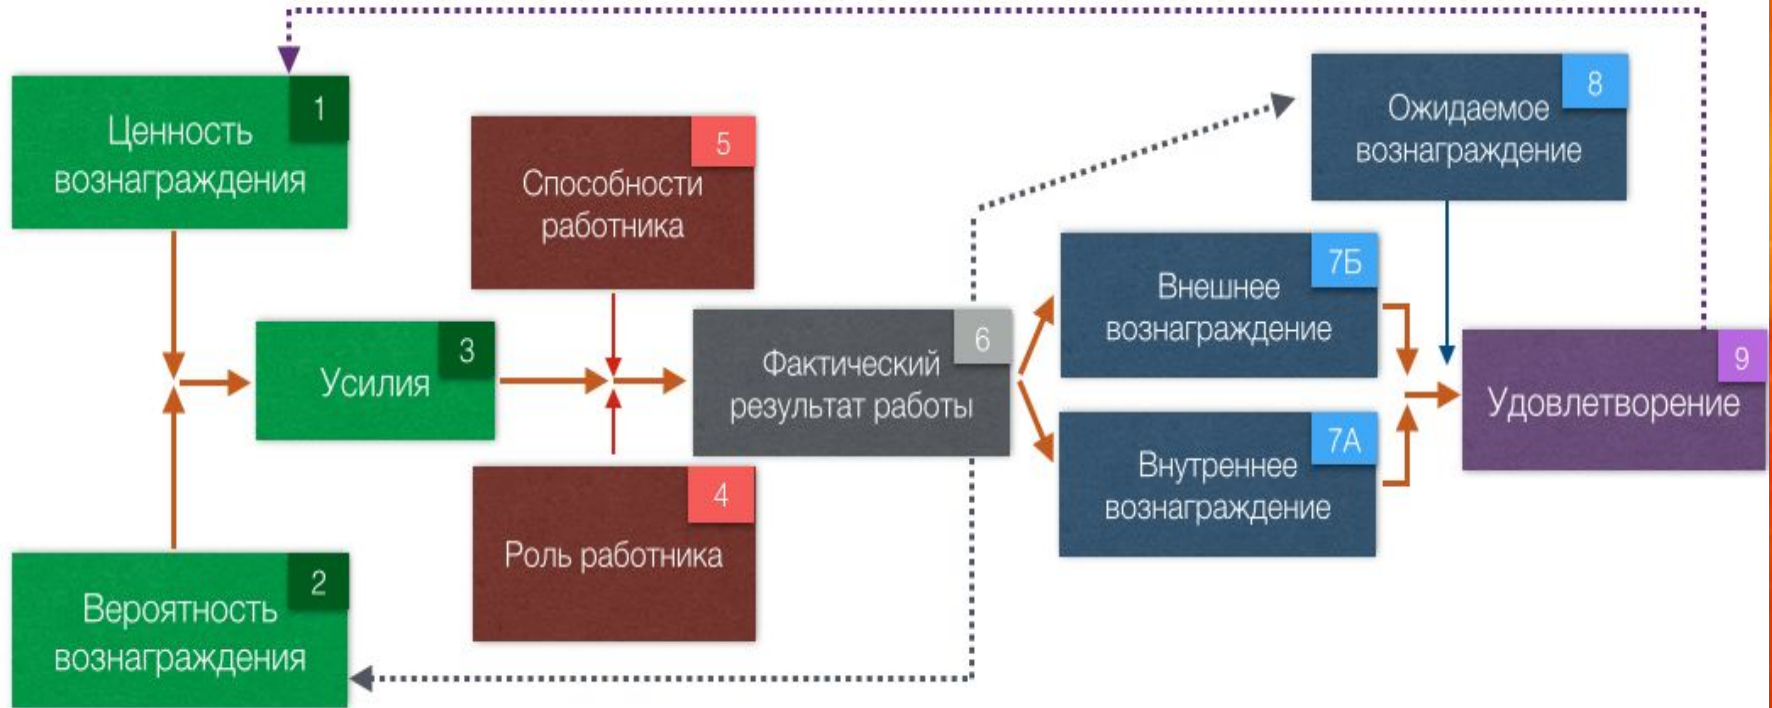 1
Ценность
вознаграждения
5
Способности
работника
8
Ожидаемое
вознаграждение
3
Усилия
6
Фактический
результат работы
7Б
Внешнее
вознаграждение
9
Удовлетворение
7А
Внутреннее
вознаграждение
4
Роль работника
2
Вероятность
вознаграждения